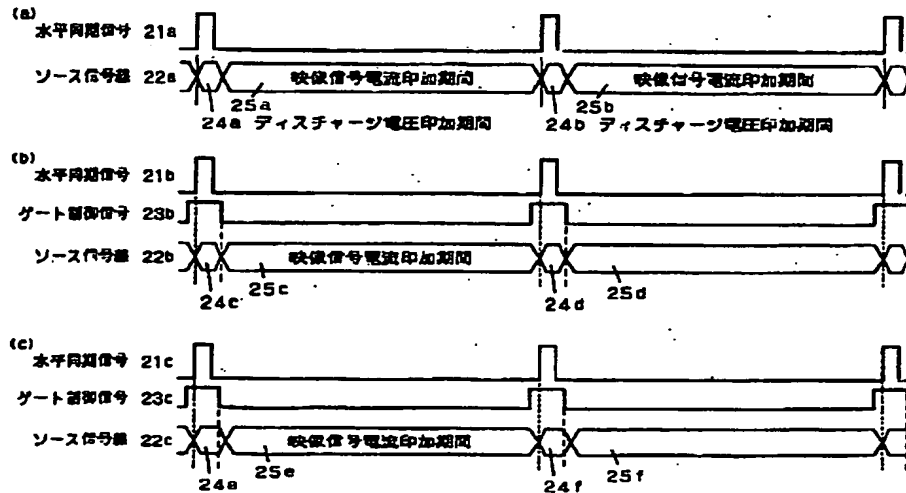 (a)
水平同期信号 21a
ソース信号線 22a 映像信号電流印加期間 映像信号電流印加期間
25a 25b
24a ディスチャージ電圧印加期間 24b ディスチャージ電圧印加期間
(b)
水平同期信号 21b
ゲート制御信号 23b
ソース信号線 22b 映像信号電流印加期間
25c 25d
24c 24d
(c)
水平同期信号 21c
ゲート制御信号 23c
ソース信号線 22c 映像信号電流印加期間
25e 25f
24a 24f